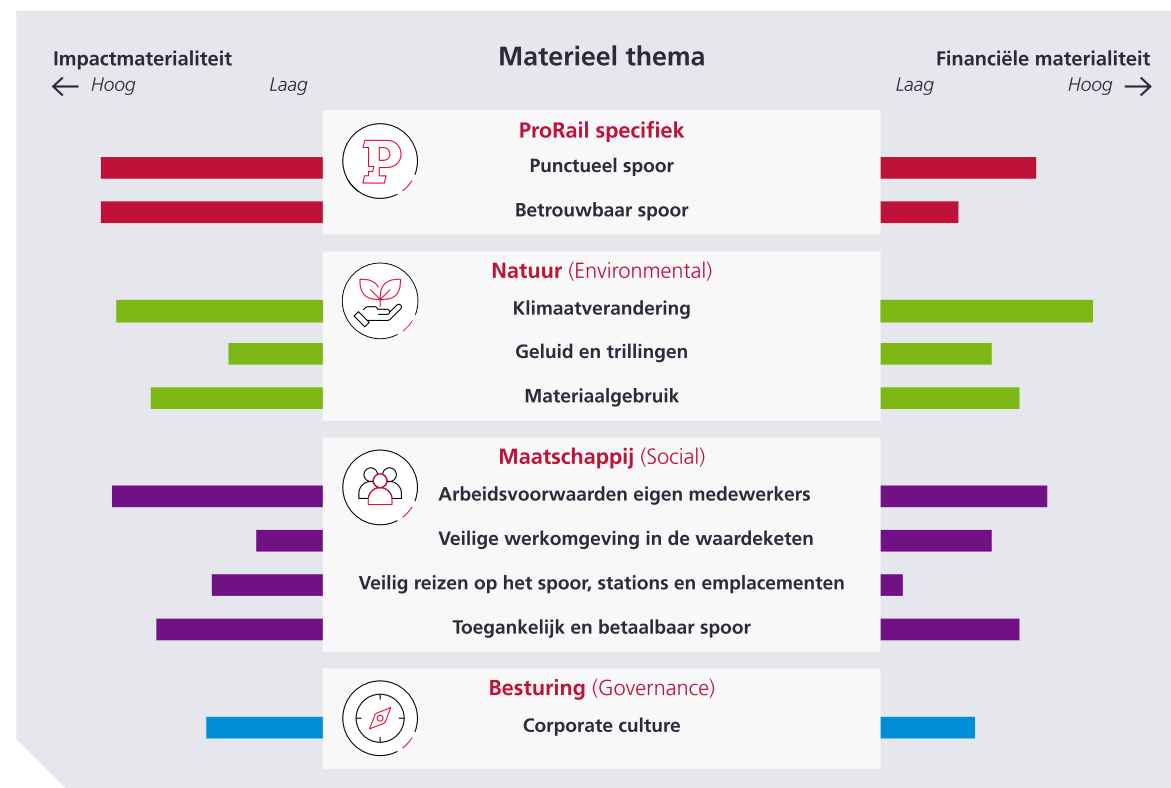 Impactmaterialiteit
Materieel thema
Financiële materialiteit
Hoog
Laag
Laag
Hoog
P
ProRail specifiek
Punctueel spoor
Betrouwbaar spoor
Natuur (Environmental)
Klimaatverandering
Geluid en trillingen
Materiaalgebruik
Maatschappij (Social)
Arbeidsvoorwaarden eigen medewerkers
Veilige werkomgeving in de waardeketen
Veilig reizen op het spoor, stations en emplacementen
Toegankelijk en betaalbaar spoor
Besturing (Governance)
Corporate culture